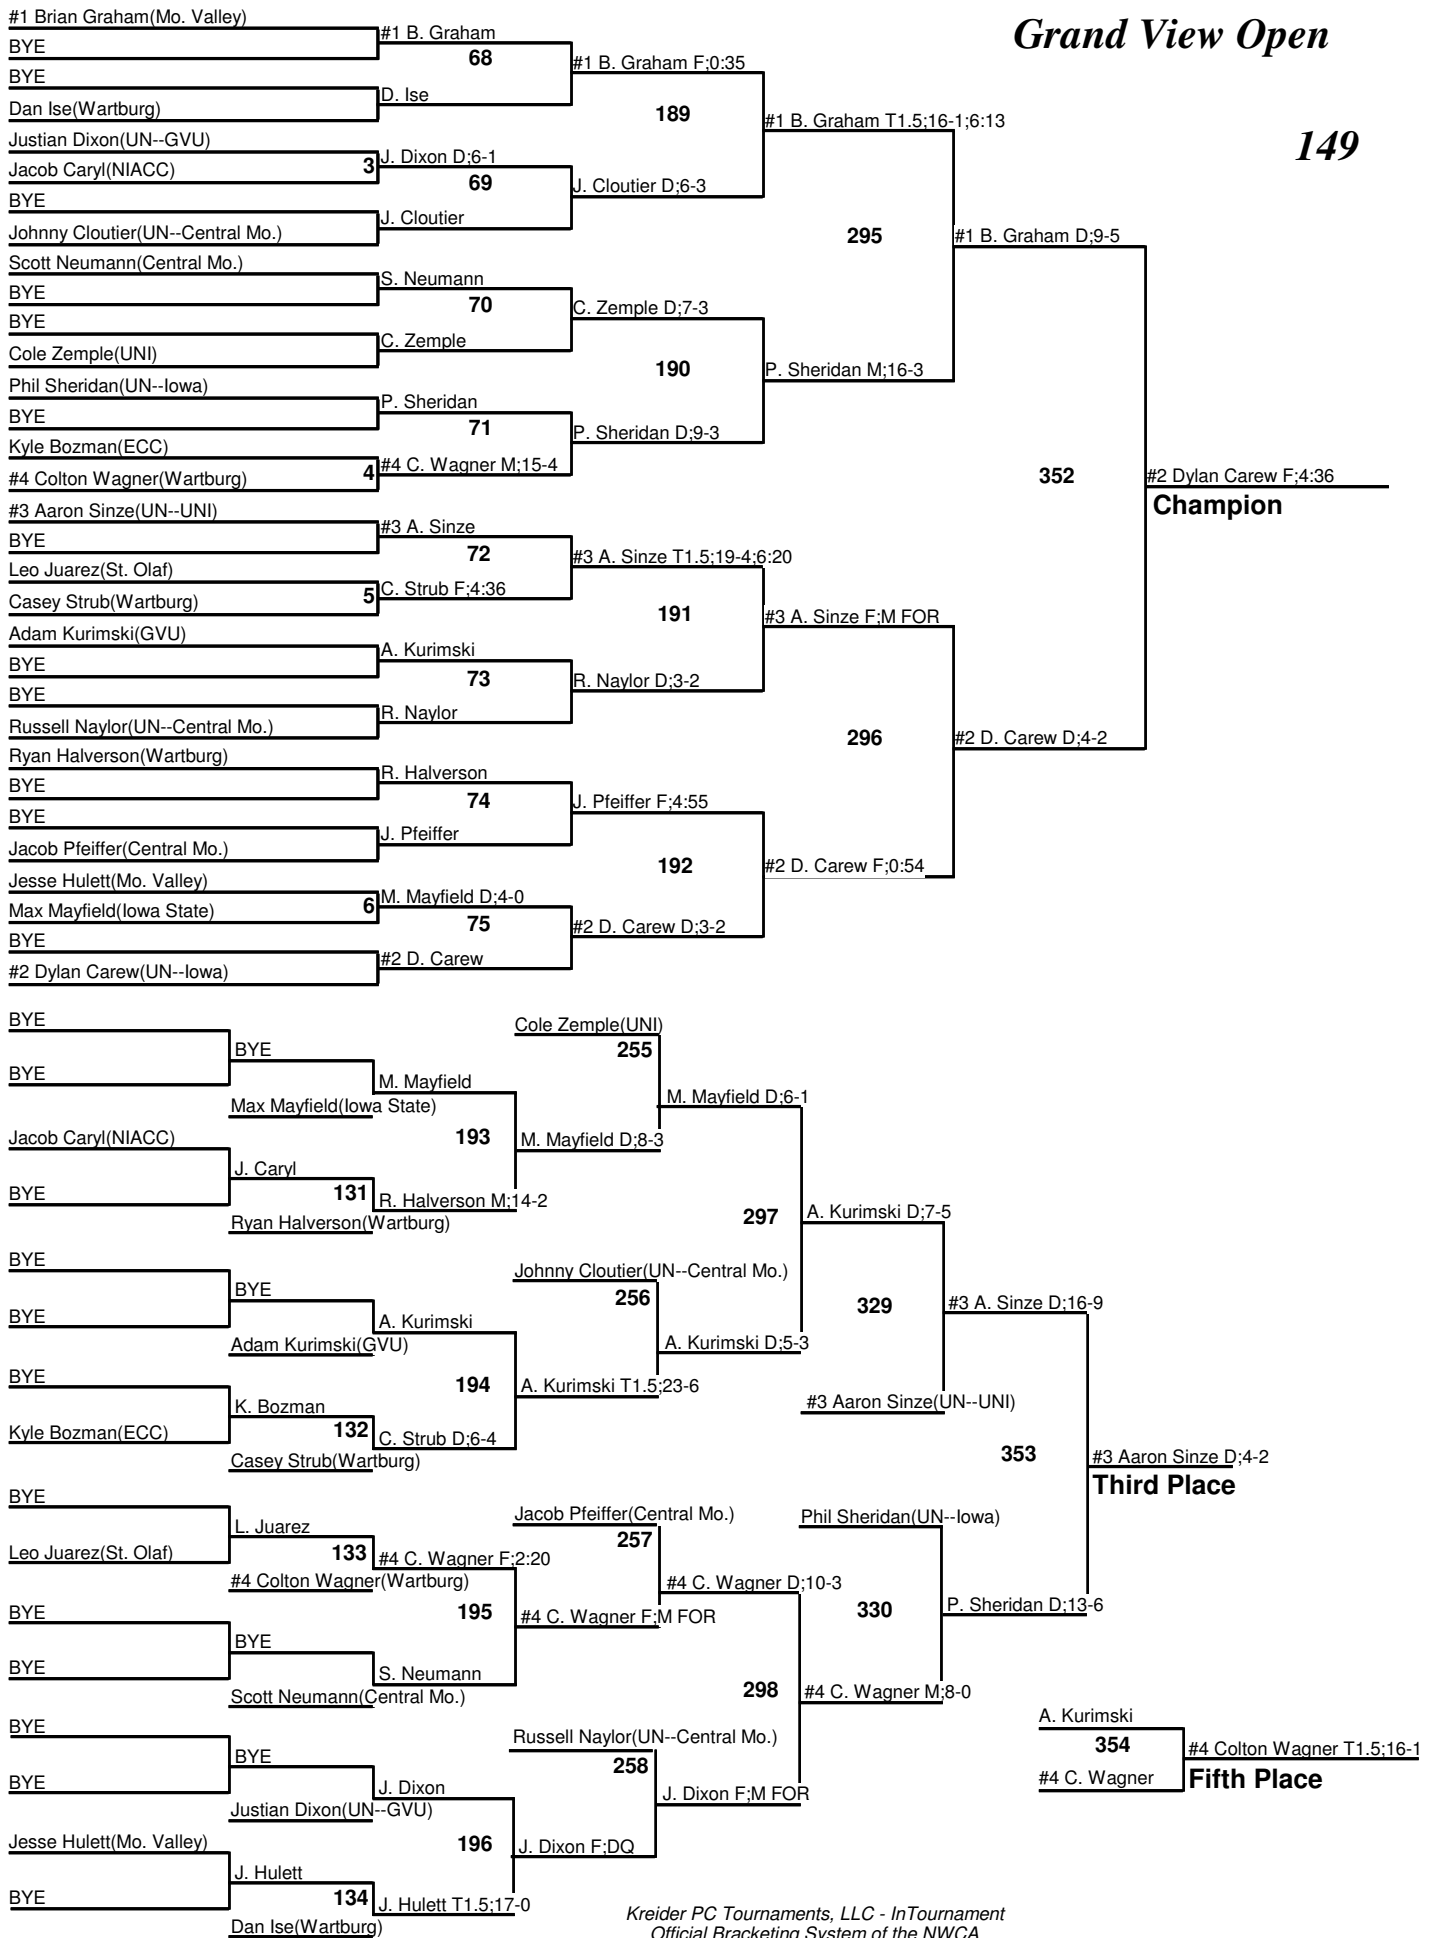 Grand View Open
149
#1 Brian Graham(Mo. Valley)
BYE
BYE
Dan Ise(Wartburg)
Justian Dixon(UN--GVU)
Jacob Caryl(NIACC)
3
BYE
Johnny Cloutier(UN--Central Mo.)
Scott Neumann(Central Mo.)
BYE
BYE
Cole Zemple(UNI)
Phil Sheridan(UN--Iowa)
BYE
Kyle Bozman(ECC)
#4 Colton Wagner(Wartburg)
4
#3 Aaron Sinze(UN--UNI)
BYE
Leo Juarez(St. Olaf)
Casey Strub(Wartburg)
5
Adam Kurimski(GVU)
BYE
BYE
Russell Naylor(UN--Central Mo.)
Ryan Halverson(Wartburg)
BYE
BYE
Jacob Pfeiffer(Central Mo.)
Jesse Hulett(Mo. Valley)
Max Mayfield(Iowa State)
6
BYE
#2 Dylan Carew(UN--Iowa)
#1 B. Graham
68
D. Ise
J. Dixon D;6-1
69
J. Cloutier
S. Neumann
70
C. Zemple
P. Sheridan
71
#4 C. Wagner M;15-4
#3 A. Sinze
72
C. Strub F;4:36
A. Kurimski
73
R. Naylor
R. Halverson
74
J. Pfeiffer
M. Mayfield D;4-0
75
#2 D. Carew
#1 B. Graham F;0:35
189
J. Cloutier D;6-3
C. Zemple D;7-3
190
P. Sheridan D;9-3
#3 A. Sinze T1.5;19-4;6:20
191
R. Naylor D;3-2
J. Pfeiffer F;4:55
192
#2 D. Carew D;3-2
#1 B. Graham T1.5;16-1;6:13
295
P. Sheridan M;16-3
#3 A. Sinze F;M FOR
296
#2 D. Carew F;0:54
#1 B. Graham D;9-5
352
#2 D. Carew D;4-2
#2 Dylan Carew F;4:36
Champion
BYE
BYE
Jacob Caryl(NIACC)
BYE
BYE
BYE
BYE
Kyle Bozman(ECC)
BYE
Leo Juarez(St. Olaf)
BYE
BYE
BYE
BYE
Jesse Hulett(Mo. Valley)
BYE
BYE
Max Mayfield(Iowa State)
J. Caryl
131
Ryan Halverson(Wartburg)
BYE
Adam Kurimski(GVU)
K. Bozman
132
Casey Strub(Wartburg)
L. Juarez
133
#4 Colton Wagner(Wartburg)
BYE
Scott Neumann(Central Mo.)
BYE
Justian Dixon(UN--GVU)
J. Hulett
134
Dan Ise(Wartburg)
M. Mayfield
193
R. Halverson M;14-2
A. Kurimski
194
C. Strub D;6-4
#4 C. Wagner F;2:20
195
S. Neumann
J. Dixon
196
J. Hulett T1.5;17-0
Cole Zemple(UNI)
255
M. Mayfield D;8-3
Johnny Cloutier(UN--Central Mo.)
256
A. Kurimski T1.5;23-6
Jacob Pfeiffer(Central Mo.)
257
#4 C. Wagner F;M FOR
Russell Naylor(UN--Central Mo.)
258
J. Dixon F;DQ
M. Mayfield D;6-1
297
A. Kurimski D;5-3
#4 C. Wagner D;10-3
298
J. Dixon F;M FOR
A. Kurimski D;7-5
329
#3 Aaron Sinze(UN--UNI)
Phil Sheridan(UN--Iowa)
330
#4 C. Wagner M;8-0
#3 A. Sinze D;16-9
353
P. Sheridan D;13-6
#3 Aaron Sinze D;4-2
Third Place
A. Kurimski
354
#4 C. Wagner
#4 Colton Wagner T1.5;16-1
Fifth Place
Kreider PC Tournaments, LLC - InTournament
Official Bracketing System of the NWCA